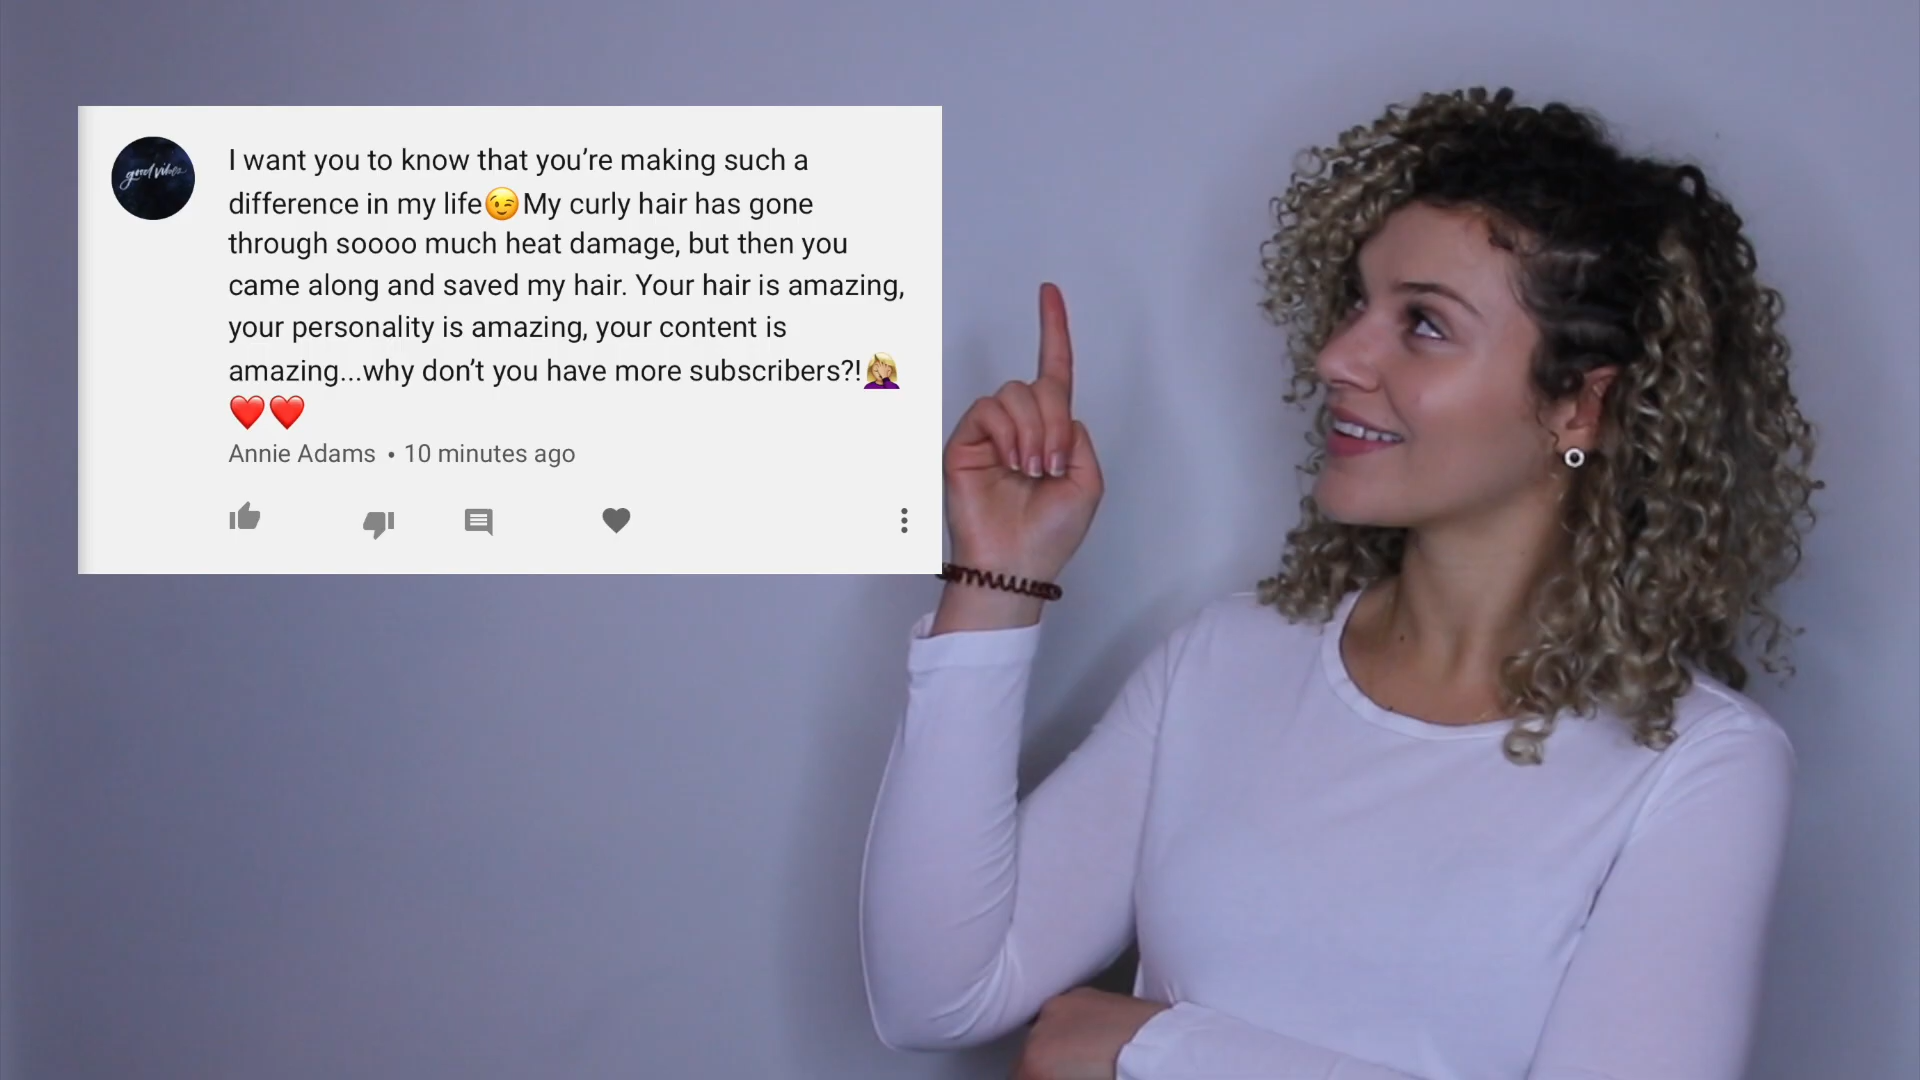 good vibes
I want you to know that you’re making such a
difference in my life😉My curly hair has gone
through soooo much heat damage, but then you
came along and saved my hair. Your hair is amazing,
your personality is amazing, your content is
amazing...why don’t you have more subscribers?!🤦🏼‍♀️
❤️❤️
Annie Adams • 10 minutes ago